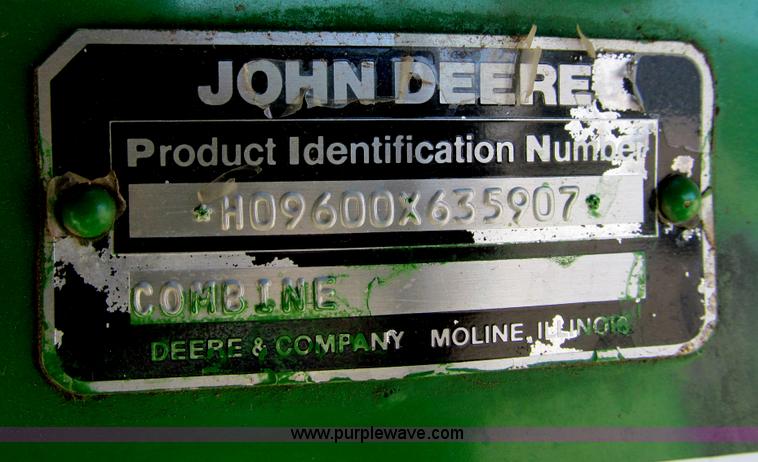 JOHN DEERE
Product Identification Number
*H09600X635907*
COMBINE
DEERE & COMPANY MOLINE, ILLINOIS
www.purplewave.com